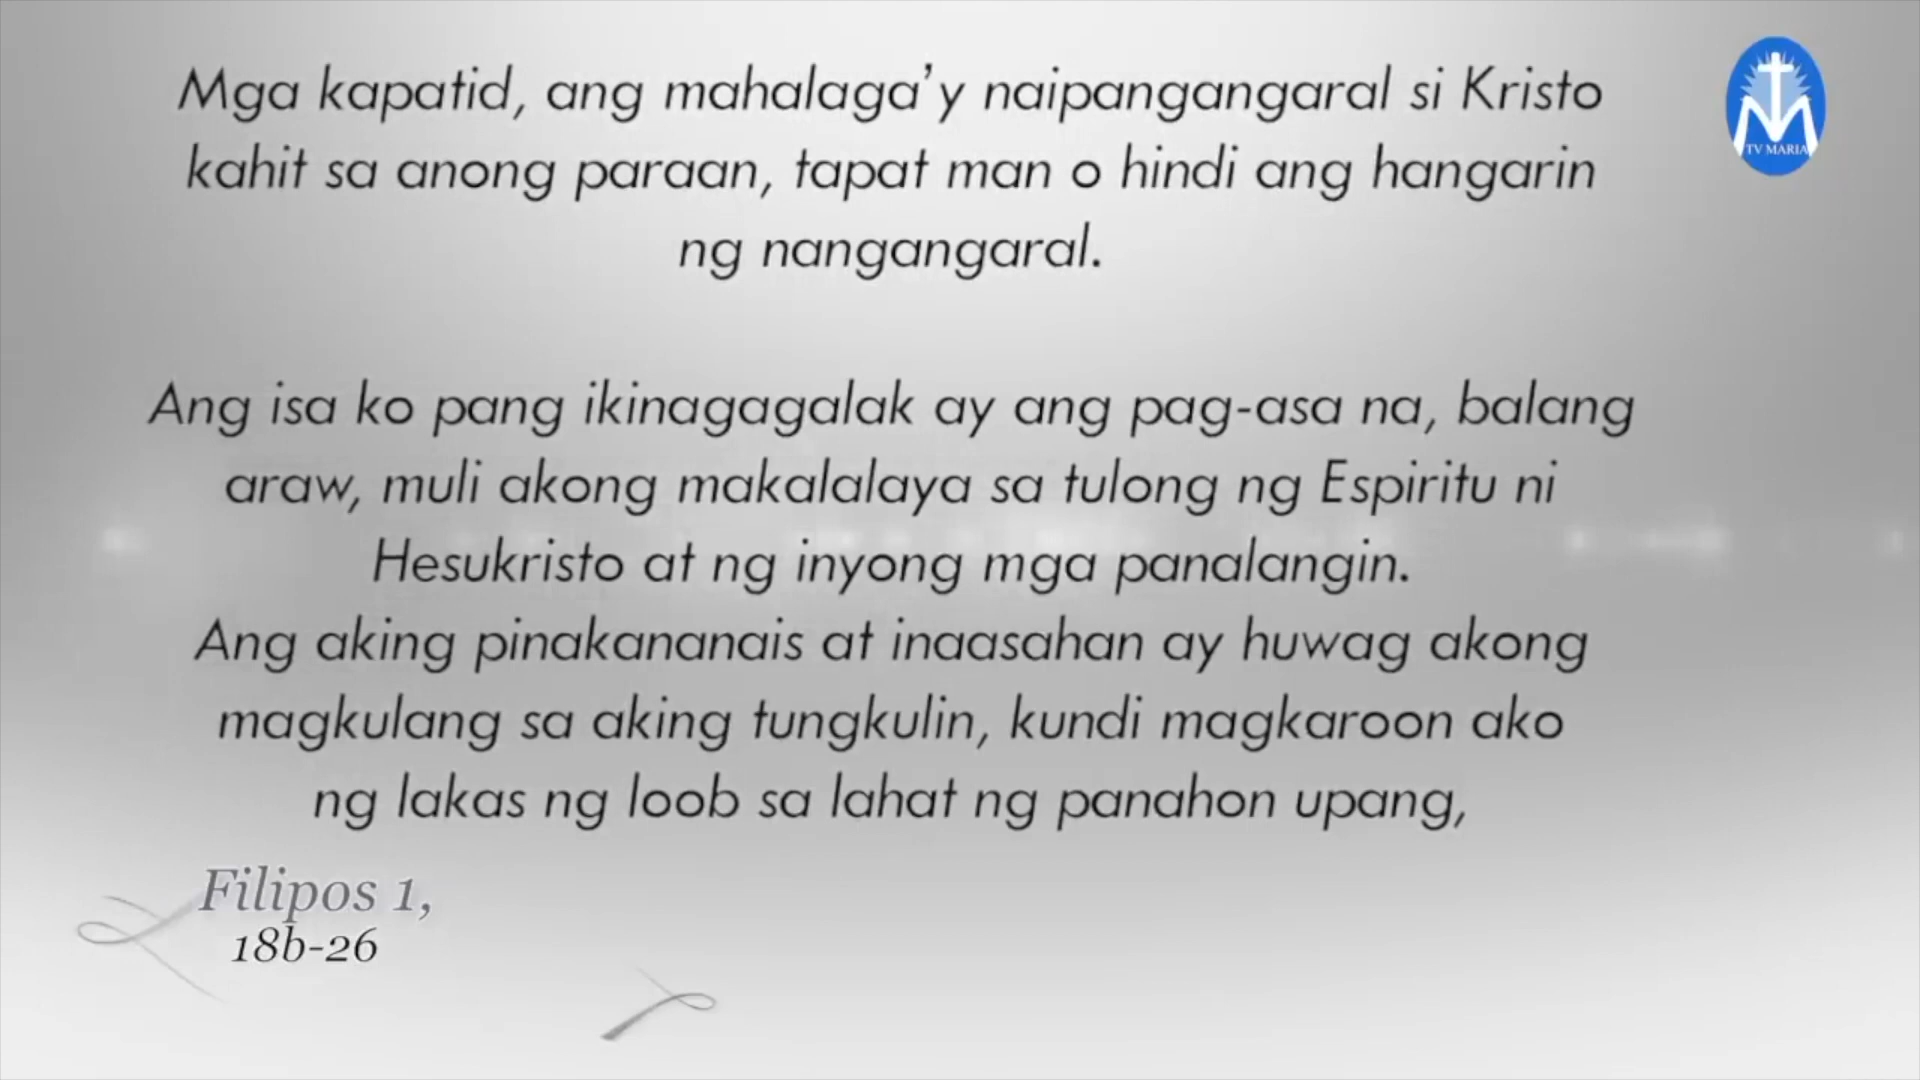 Mga kapatid, ang mahalaga’y naipangangaral si Kristo
kahit sa anong paraan, tapat man o hindi ang hangarin
ng nangangaral.
Ang isa ko pang ikinagagalak ay ang pag-asa na, balang
araw, muli akong makalalaya sa tulong ng Espiritu ni
Hesukristo at ng inyong mga panalangin.
Ang aking pinakananais at inaasahan ay huwag akong
magkulang sa aking tungkulin, kundi magkaroon ako
ng lakas ng loob sa lahat ng panahon upang,
Filipos 1,
18b-26
TV MARIA